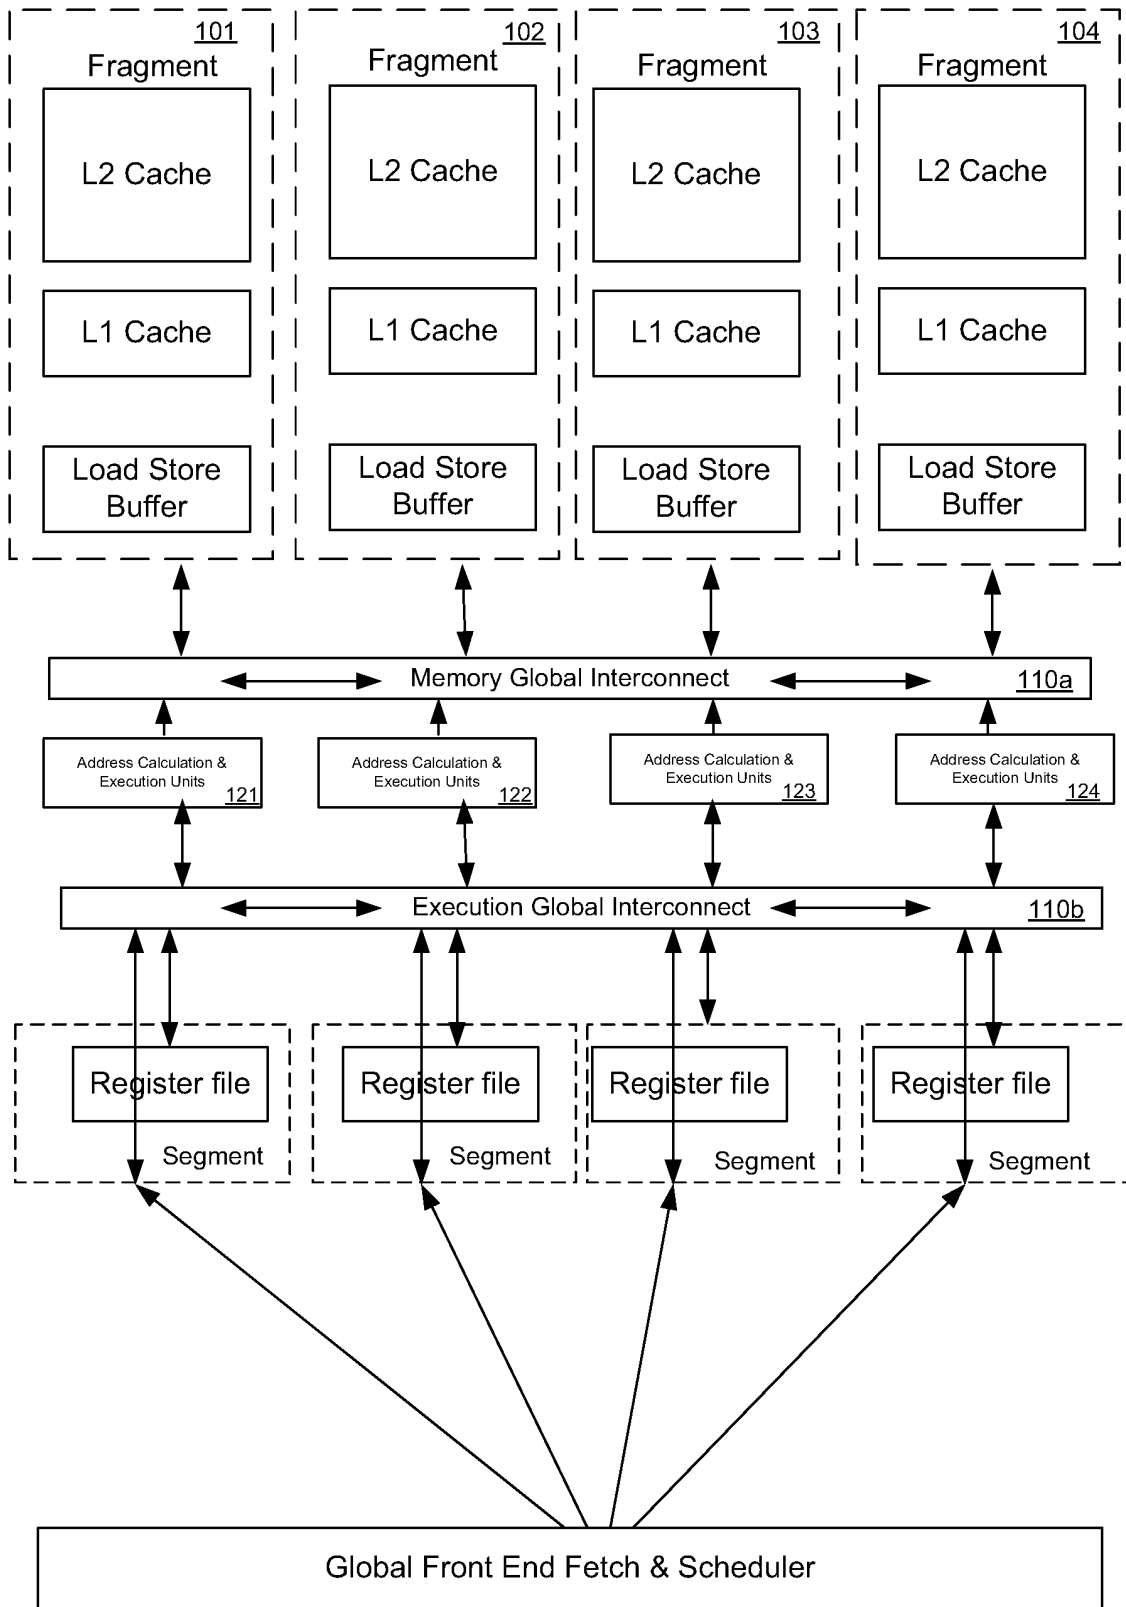 101
102
103
104
Fragment
Fragment
Fragment
Fragment
L2 Cache
L2 Cache
L2 Cache
L2 Cache
L1 Cache
L1 Cache
L1 Cache
L1 Cache
Load Store
Buffer
Load Store
Buffer
Load Store
Buffer
Load Store
Buffer
Memory Global Interconnect
110a
Address Calculation &
Execution Units
121
Address Calculation &
Execution Units
122
Address Calculation &
Execution Units
123
Address Calculation &
Execution Units
124
Execution Global Interconnect
110b
Register file
Register file
Register file
Register file
Segment
Segment
Segment
Segment
Global Front End Fetch & Scheduler